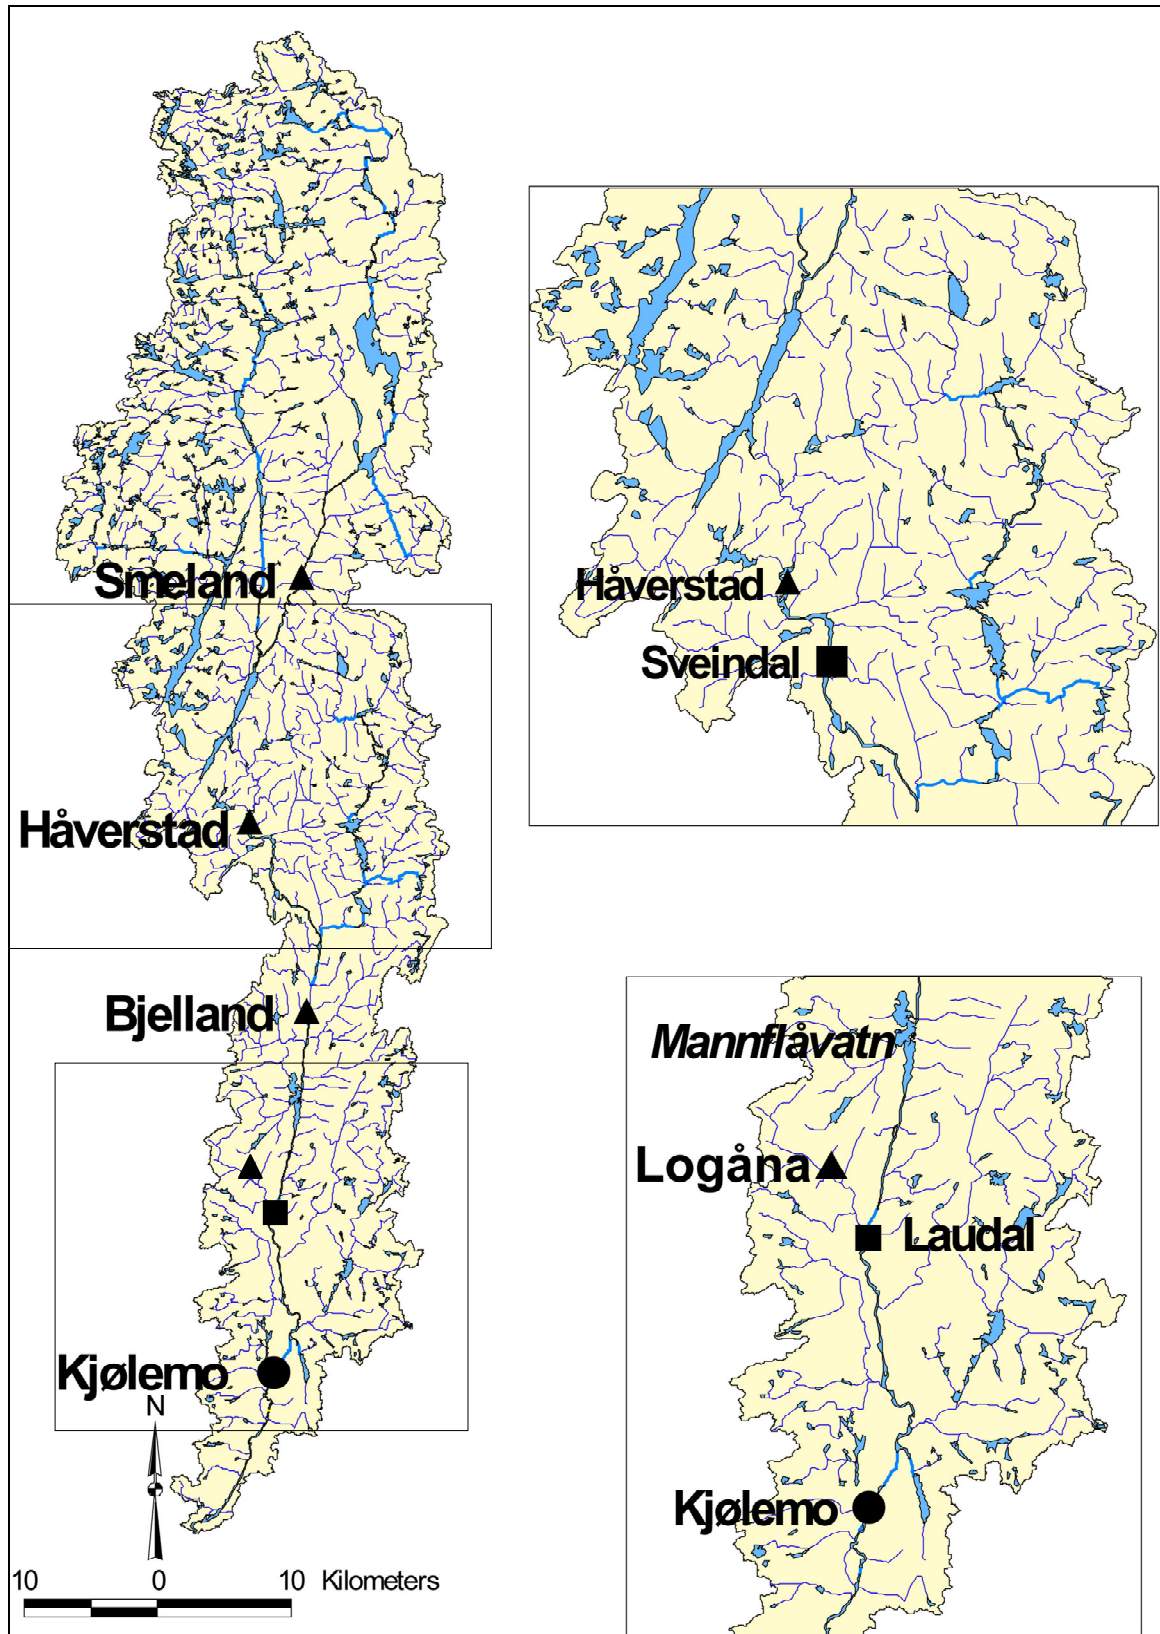 Smeland
Håverstad
Bjelland
Kjølemo
N
10 0 10 Kilometers
Håverstad
Sveindal
Mannflåvatn
Logåna
Laudal
Kjølemo